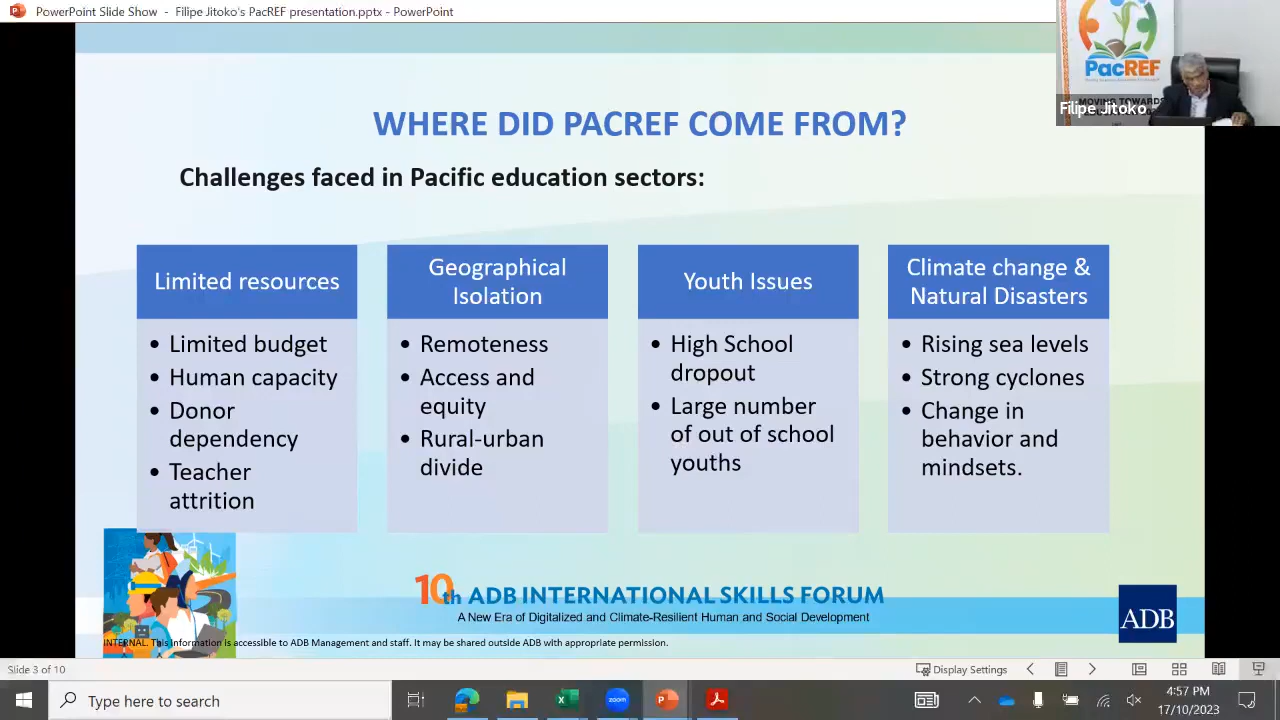 PowerPoint Slide Show - Filipe Jitoko's PacREF presentation.pptx - PowerPoint
PacREF
MOVING TOWARDS
Filipe Jitoko
WHERE DID PACREF COME FROM?
Challenges faced in Pacific education sectors:
Limited resources
• Limited budget
• Human capacity
• Donor
dependency
• Teacher
attrition
Geographical
Isolation
• Remoteness
• Access and
equity
• Rural-urban
divide
Youth Issues
• High School
dropout
• Large number
of out of school
youths
Climate change &
Natural Disasters
• Rising sea levels
• Strong cyclones
• Change in
behavior and
mindsets.
10th ADB INTERNATIONAL SKILLS FORUM
A New Era of Digitalized and Climate-Resilient Human and Social Development
ADB
INTERNAL. This information is accessible to ADB Management and staff. It may be shared outside ADB with appropriate permission.
Slide 3 of 10
Display Settings
Type here to search
zoom
4:57 PM
17/10/2023